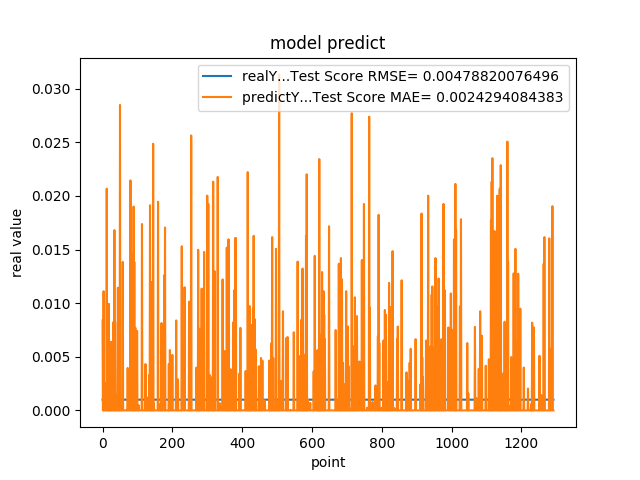 model predict
realY...Test Score RMSE= 0.00478820076496
predictY...Test Score MAE= 0.0024294084383
0.030
0.025
0.020
0.015
0.010
0.005
0.000
real value
0 200 400 600 800 1000 1200
point